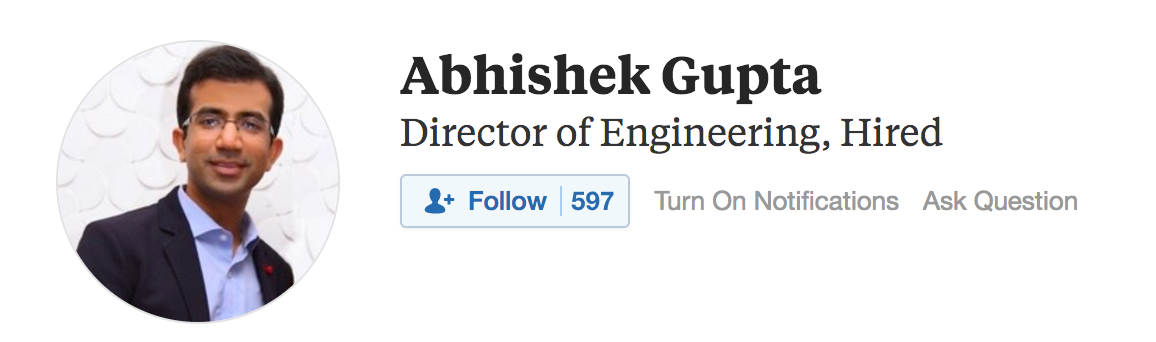 Abhishek Gupta
Director of Engineering, Hired
Follow 597 Turn On Notifications Ask Question